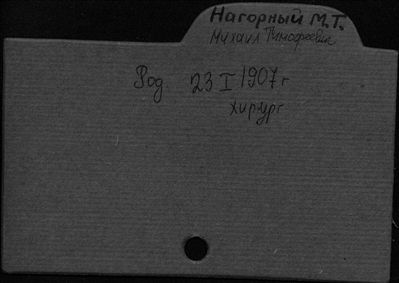 Нагорный М.Т.
Михаил Тимофеевич
Род. 23 I 1907 г
хирург